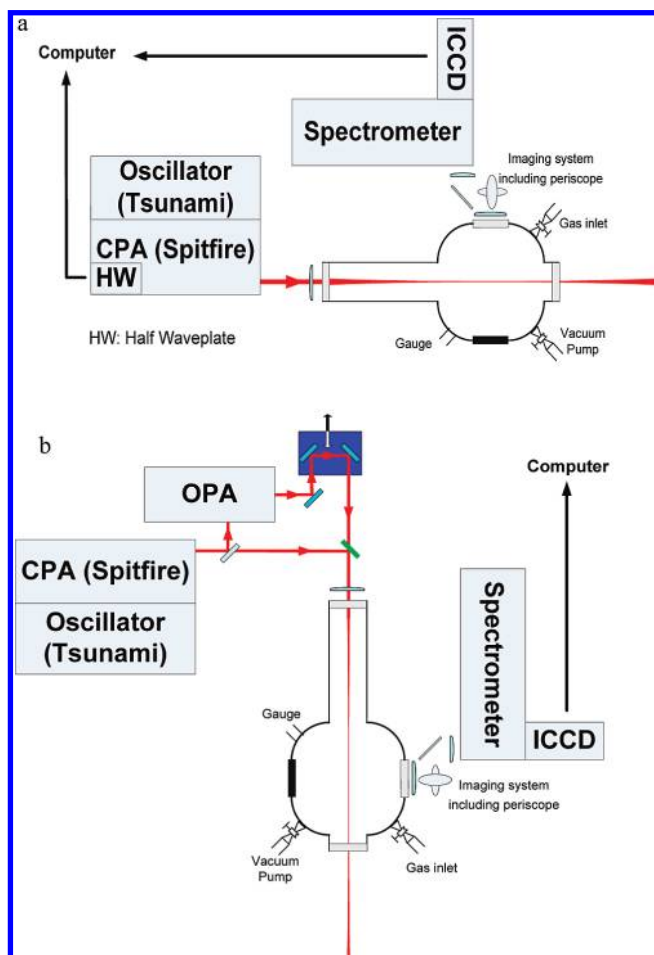 a
Computer
ICCD
Spectrometer
Oscillator
(Tsunami)
CPA (Spitfire)
HW
HW: Half Waveplate
Imaging system
including periscope
Gas inlet
Gauge
Vacuum
Pump
b
OPA
CPA (Spitfire)
Oscillator
(Tsunami)
Computer
Spectrometer
ICCD
Gauge
Imaging system
including periscope
Vacuum
Pump
Gas inlet